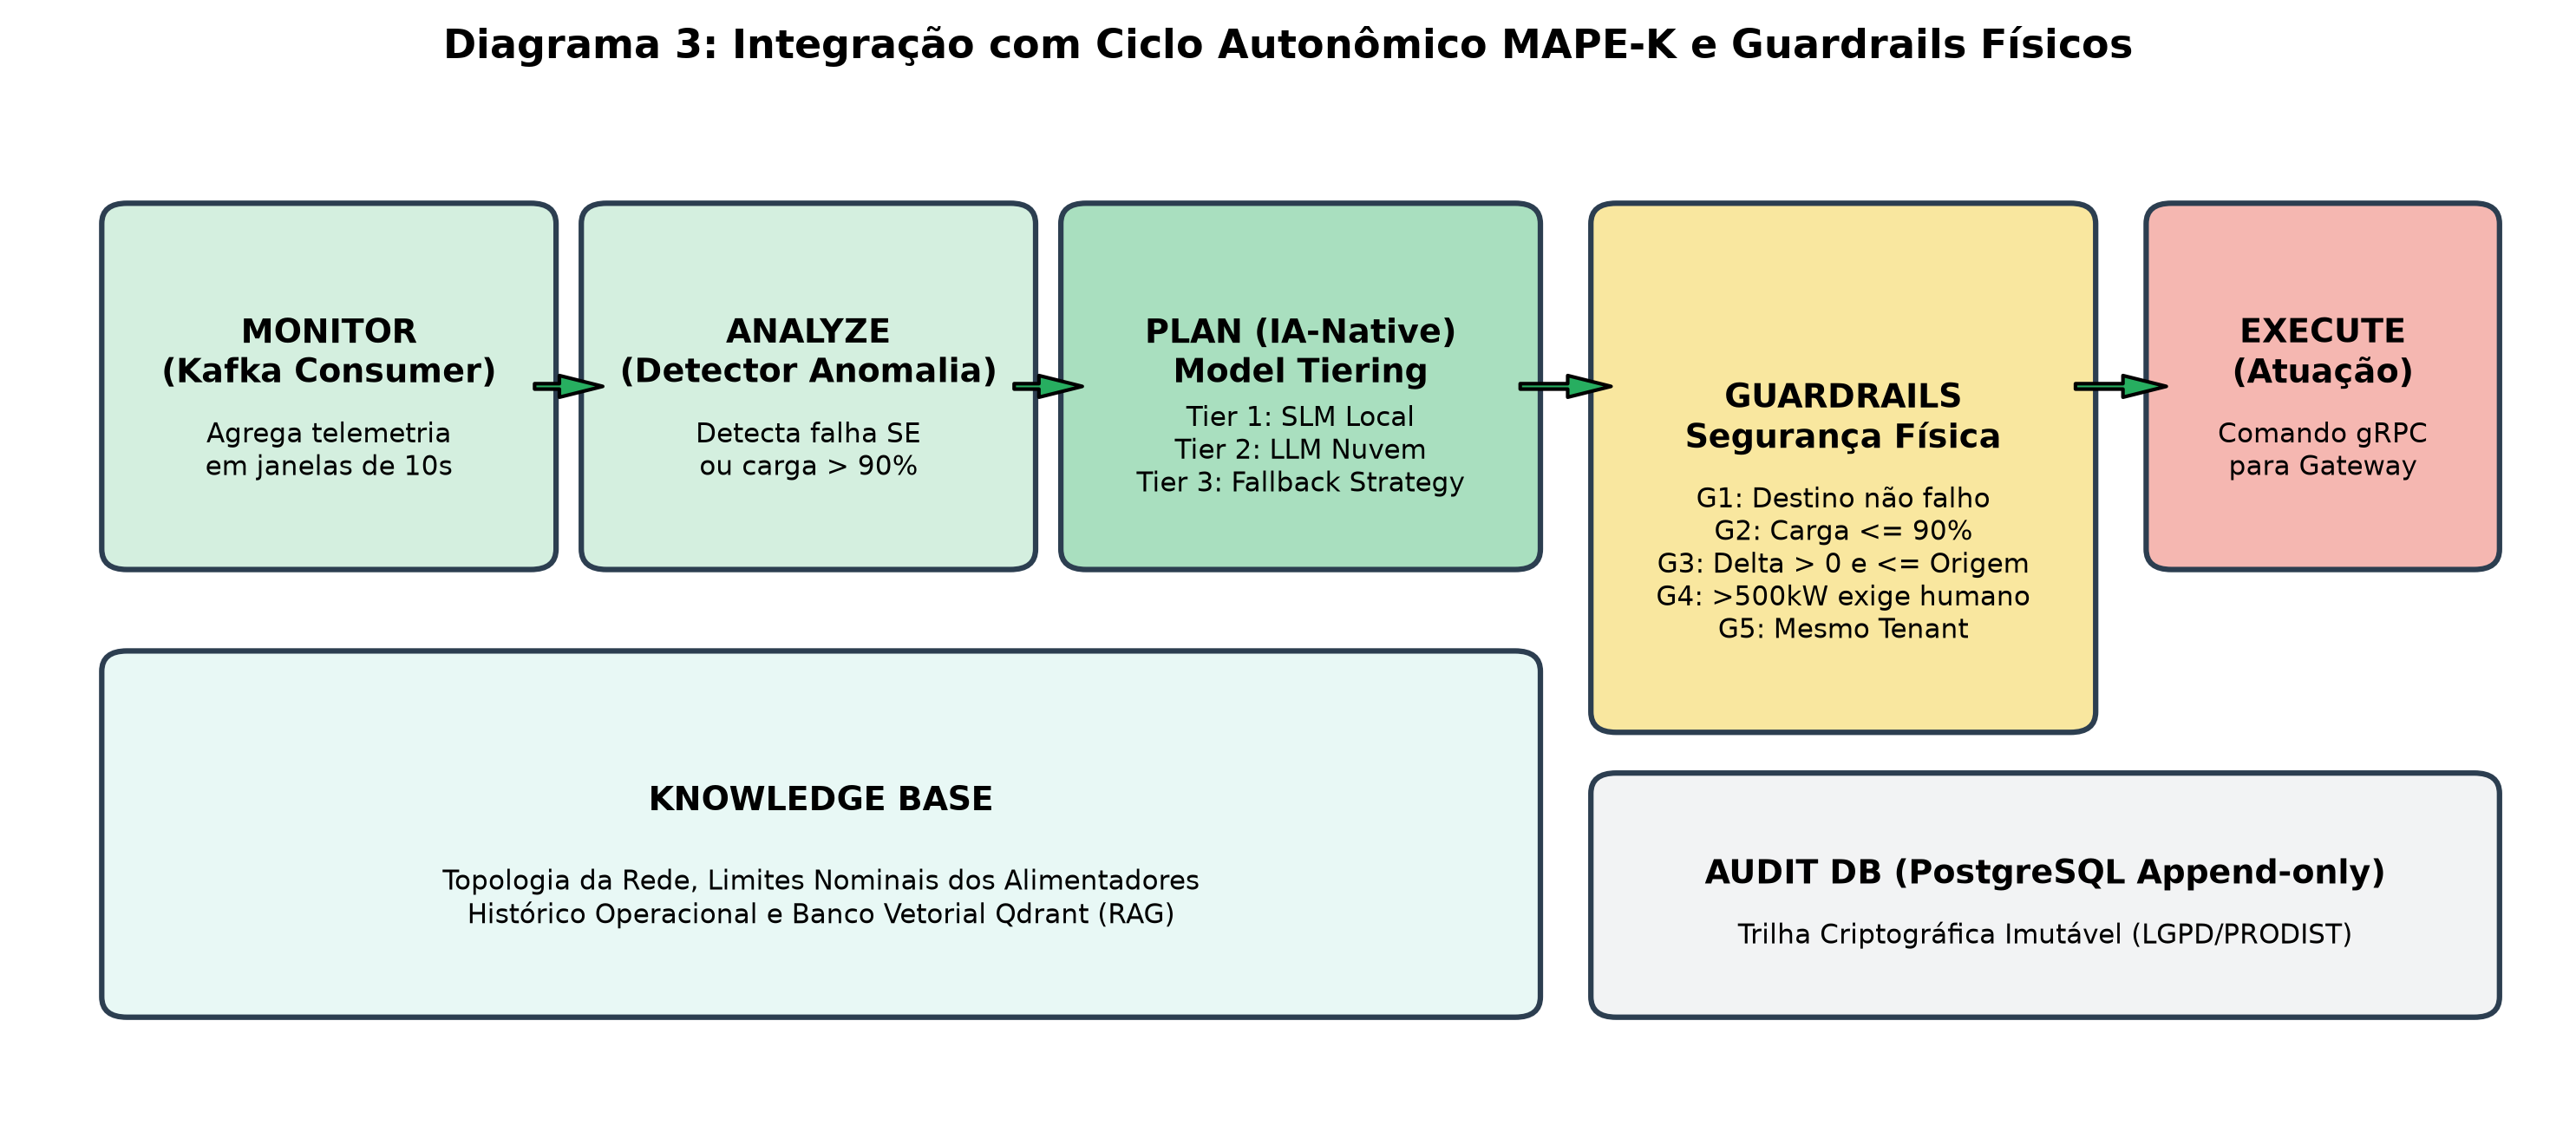 Diagrama 3: Integração com Ciclo Autonômico MAPE-K e Guardrails Físicos
MONITOR
(Kafka Consumer)
Agrega telemetria
em janelas de 10s
ANALYZE
(Detector Anomalia)
Detecta falha SE
ou carga > 90%
PLAN (IA-Native)
Model Tiering
Tier 1: SLM Local
Tier 2: LLM Nuvem
Tier 3: Fallback Strategy
GUARDRAILS
Segurança Física
G1: Destino não falho
G2: Carga <= 90%
G3: Delta > 0 e <= Origem
G4: >500kW exige humano
G5: Mesmo Tenant
EXECUTE
(Atuação)
Comando gRPC
para Gateway
KNOWLEDGE BASE
Topologia da Rede, Limites Nominais dos Alimentadores
Histórico Operacional e Banco Vetorial Qdrant (RAG)
AUDIT DB (PostgreSQL Append-only)
Trilha Criptográfica Imutável (LGPD/PRODIST)